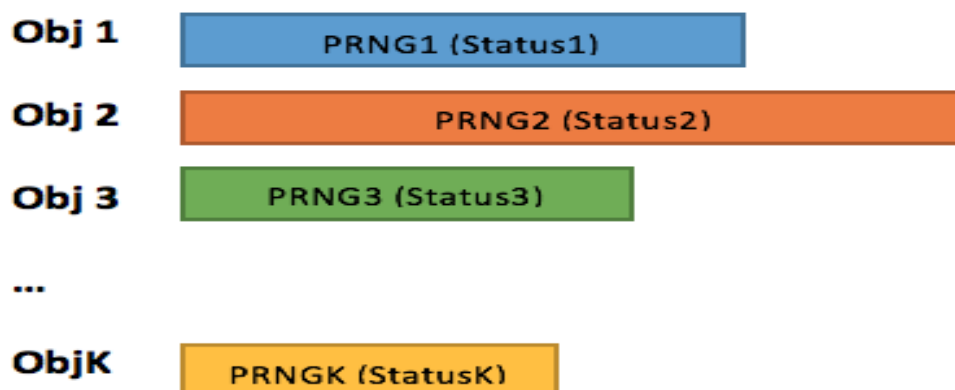 Obj 1 PRNG1 (Status1)
Obj 2 PRNG2 (Status2)
Obj 3 PRNG3 (Status3)
...
ObjK PRNGK (StatusK)